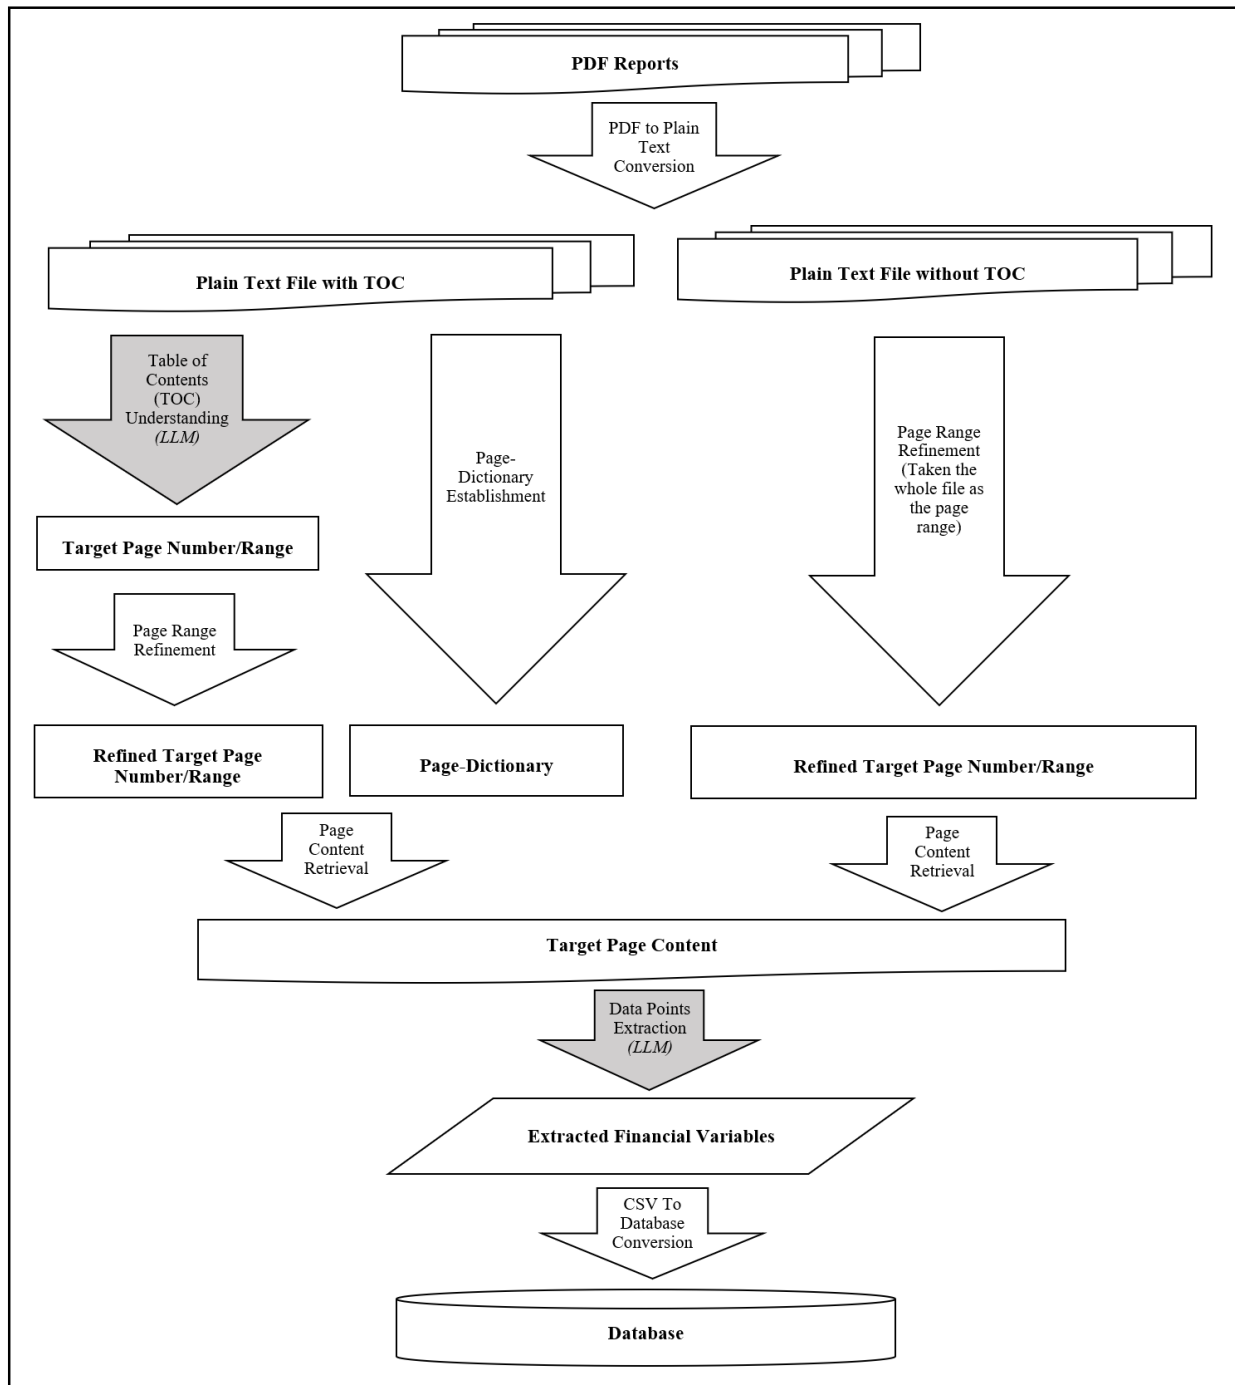 PDF Reports
PDF to Plain
Text
Conversion
Plain Text File with TOC
Plain Text File without TOC
Table of
Contents
(TOC)
Understanding
(LLM)
Page-
Dictionary
Establishment
Page Range
Refinement
(Taken the
whole file as
the page
range)
Target Page Number/Range
Page Range
Refinement
Refined Target Page
Number/Range
Page-Dictionary
Refined Target Page Number/Range
Page
Content
Retrieval
Page
Content
Retrieval
Target Page Content
Data Points
Extraction
(LLM)
Extracted Financial Variables
CSV To
Database
Conversion
Database